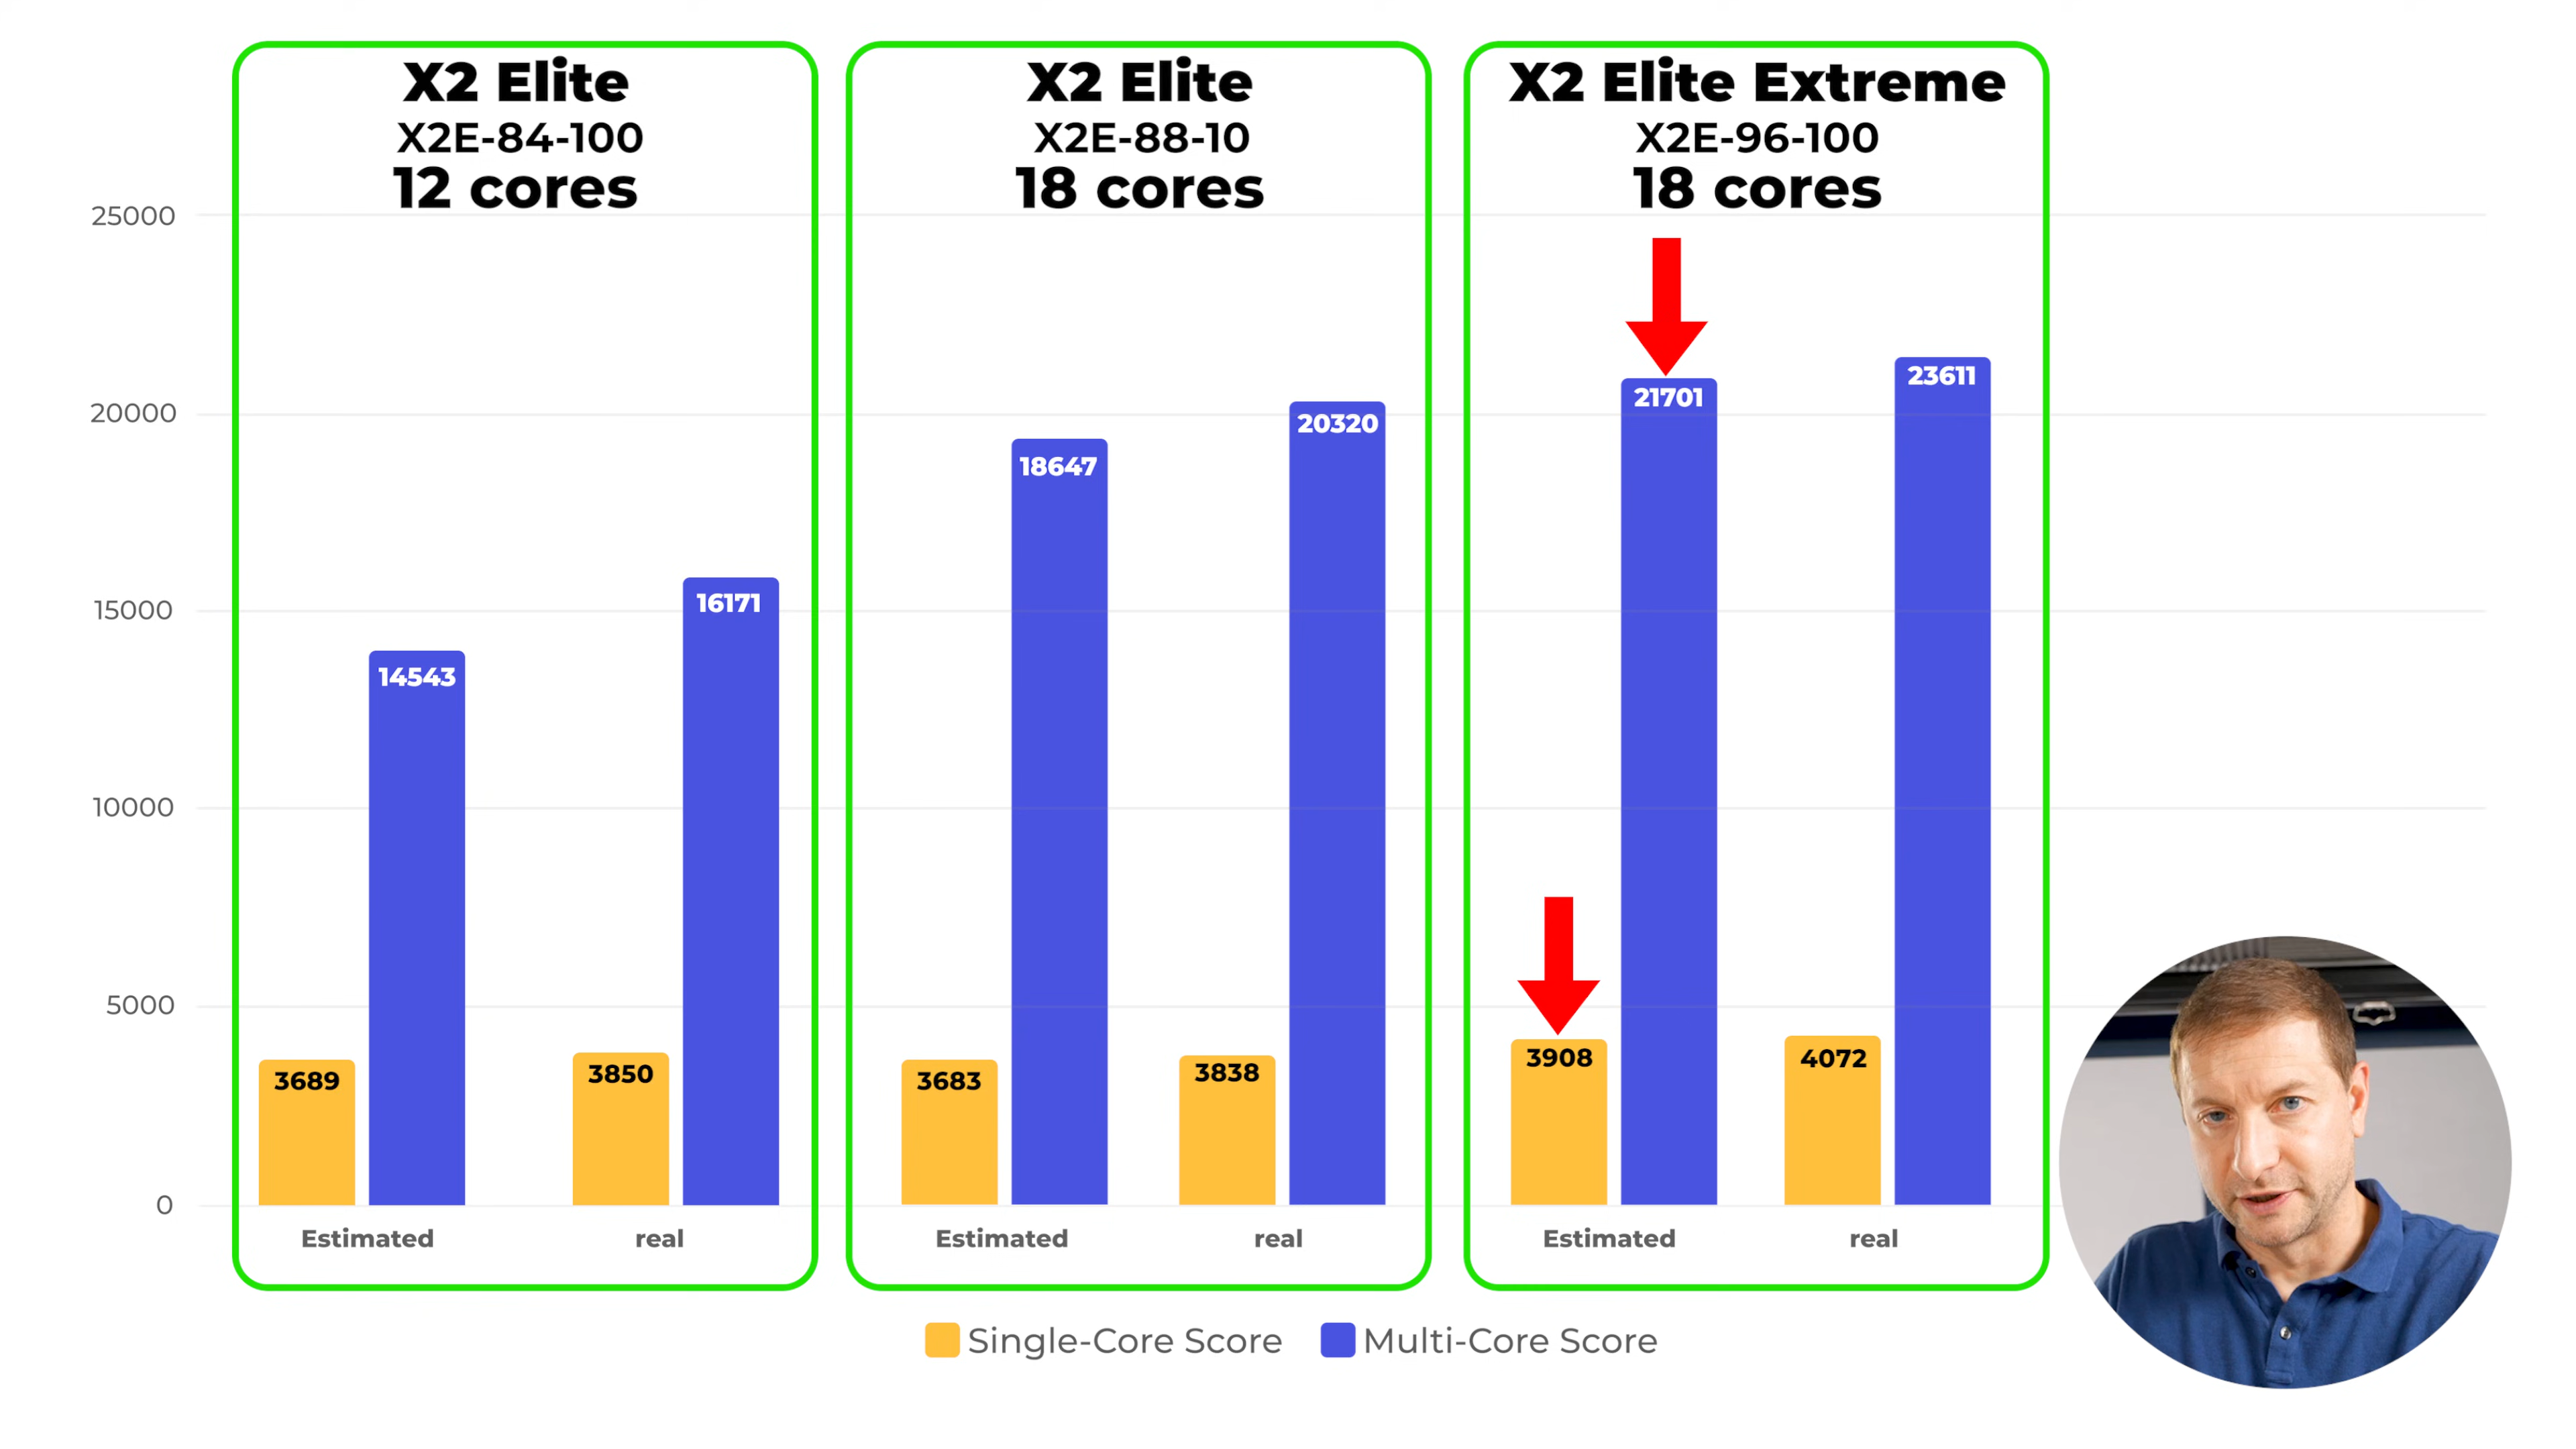 X2 Elite
X2E-84-100
12 cores
X2 Elite
X2E-88-10
18 cores
X2 Elite Extreme
X2E-96-100
18 cores
25000
20000
15000
10000
5000
0
3689
14543
3850
16171
3683
18647
3838
20320
3908
21701
4072
23611
Estimated
real
Estimated
real
Estimated
real
Single-Core Score
Multi-Core Score